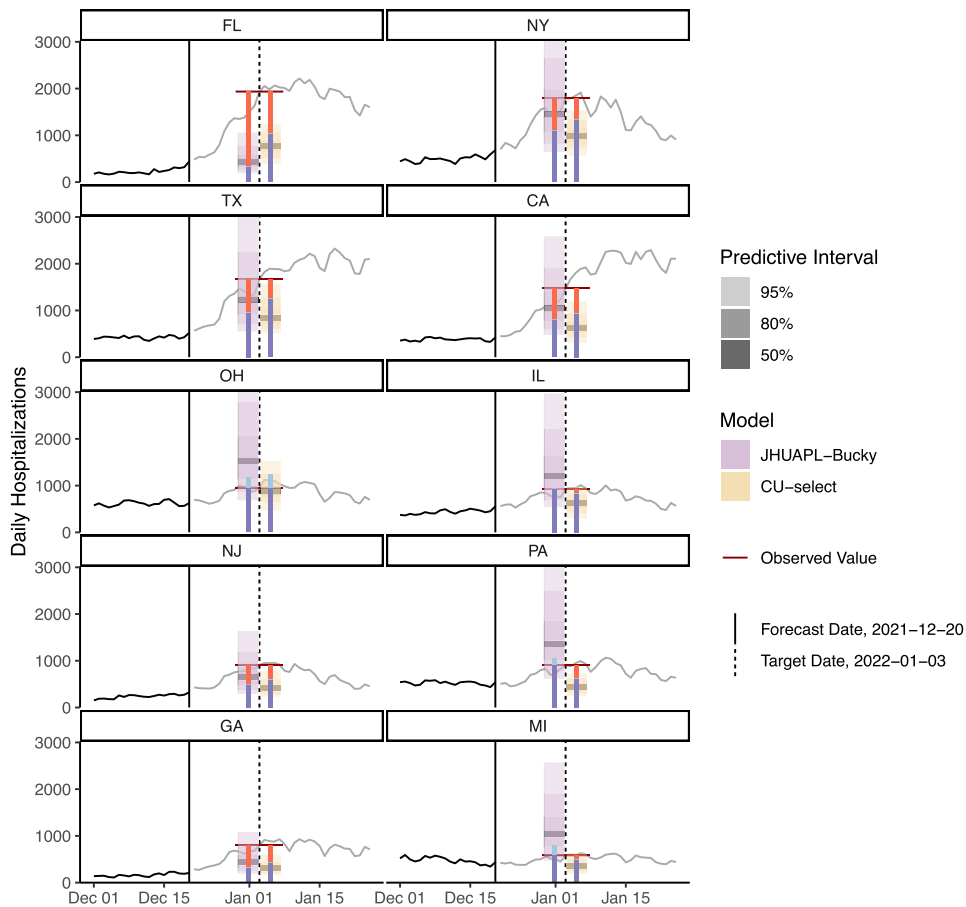 FL
NY
3000
2000
1000
0
TX
CA
3000
2000
1000
0
OH
IL
3000
2000
1000
0
NJ
PA
3000
2000
1000
0
GA
MI
3000
2000
1000
0
Dec 01
Dec 15
Jan 01
Jan 15
Dec 01
Dec 15
Jan 01
Jan 15
Daily Hospitalizations
Predictive Interval
95%
80%
50%
Model
JHUAPL−Bucky
CU−select
Observed Value
Forecast Date, 2021−12−20
Target Date, 2022−01−03